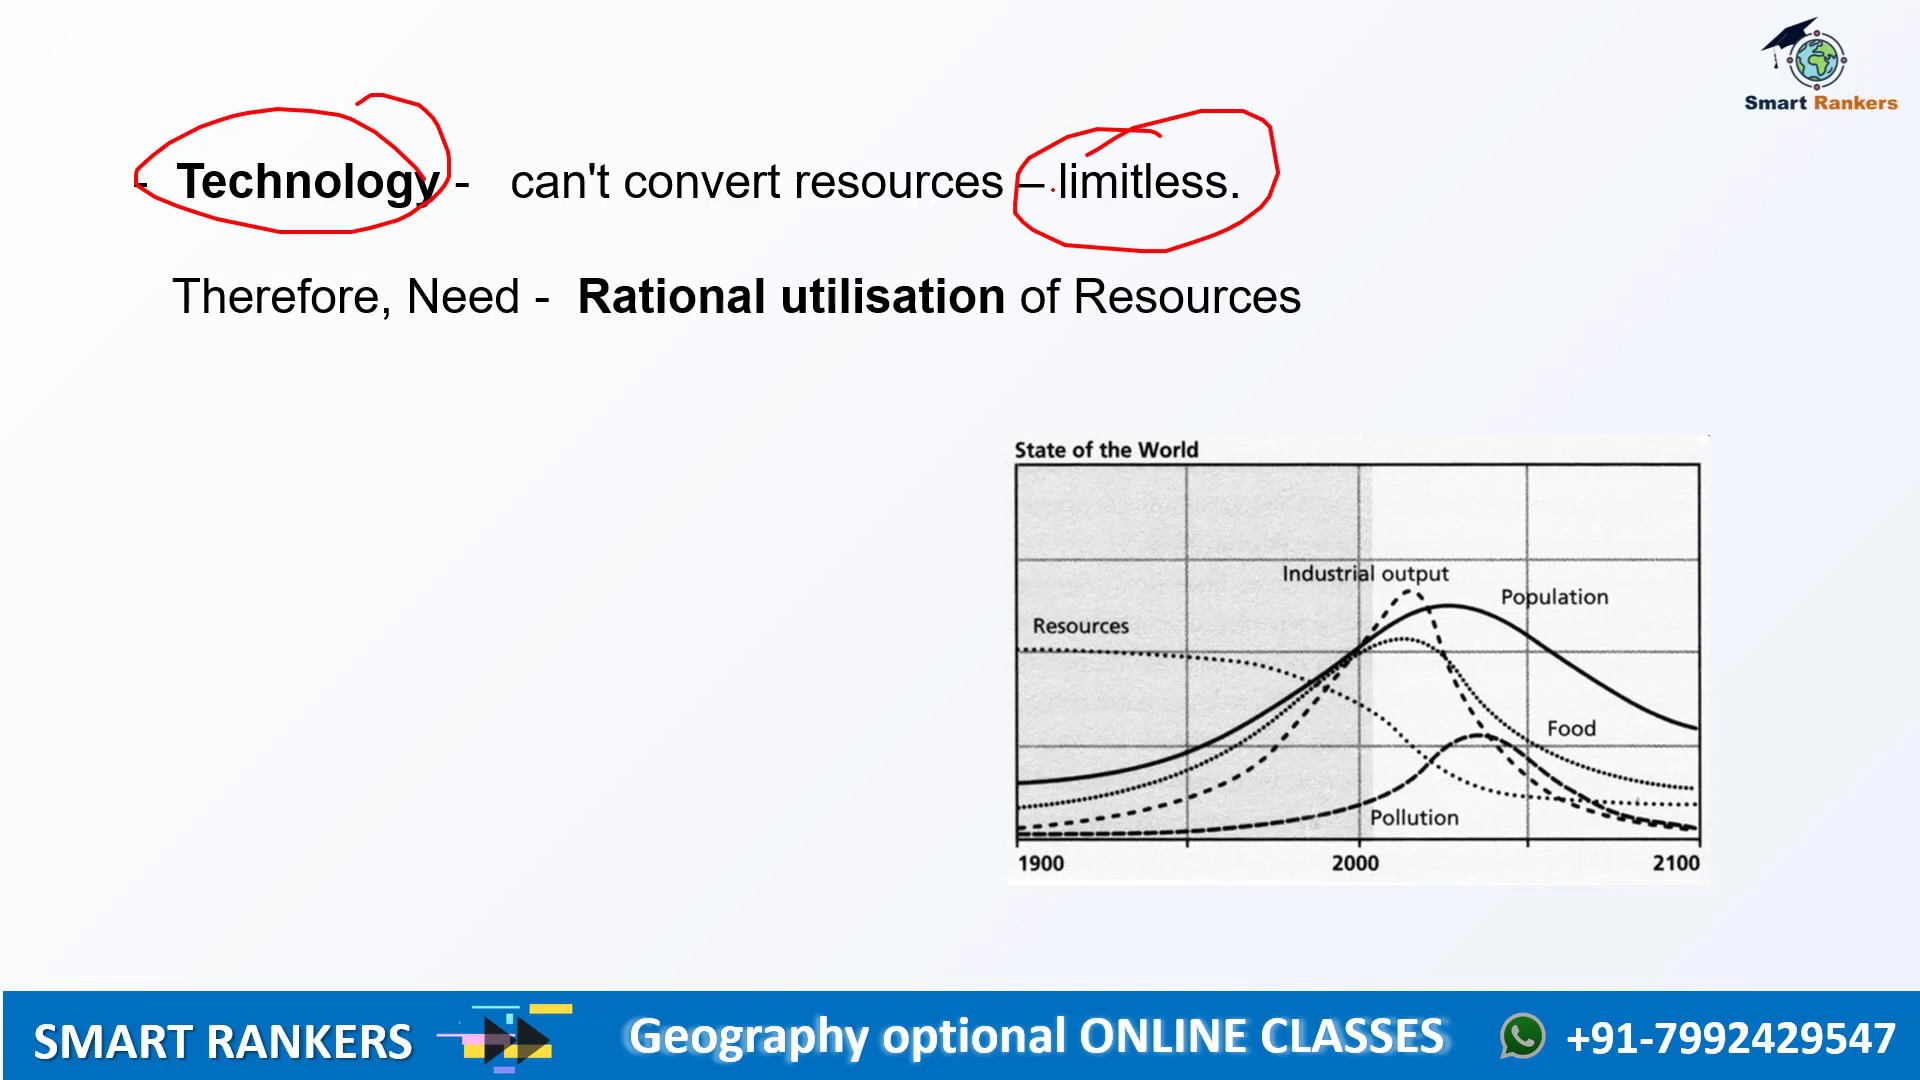 Smart Rankers
- Technology - can't convert resources – limitless.
Therefore, Need - Rational utilisation of Resources
State of the World
Industrial output
Population
Resources
Food
Pollution
1900 2000 2100
SMART RANKERS Geography optional ONLINE CLASSES +91-7992429547